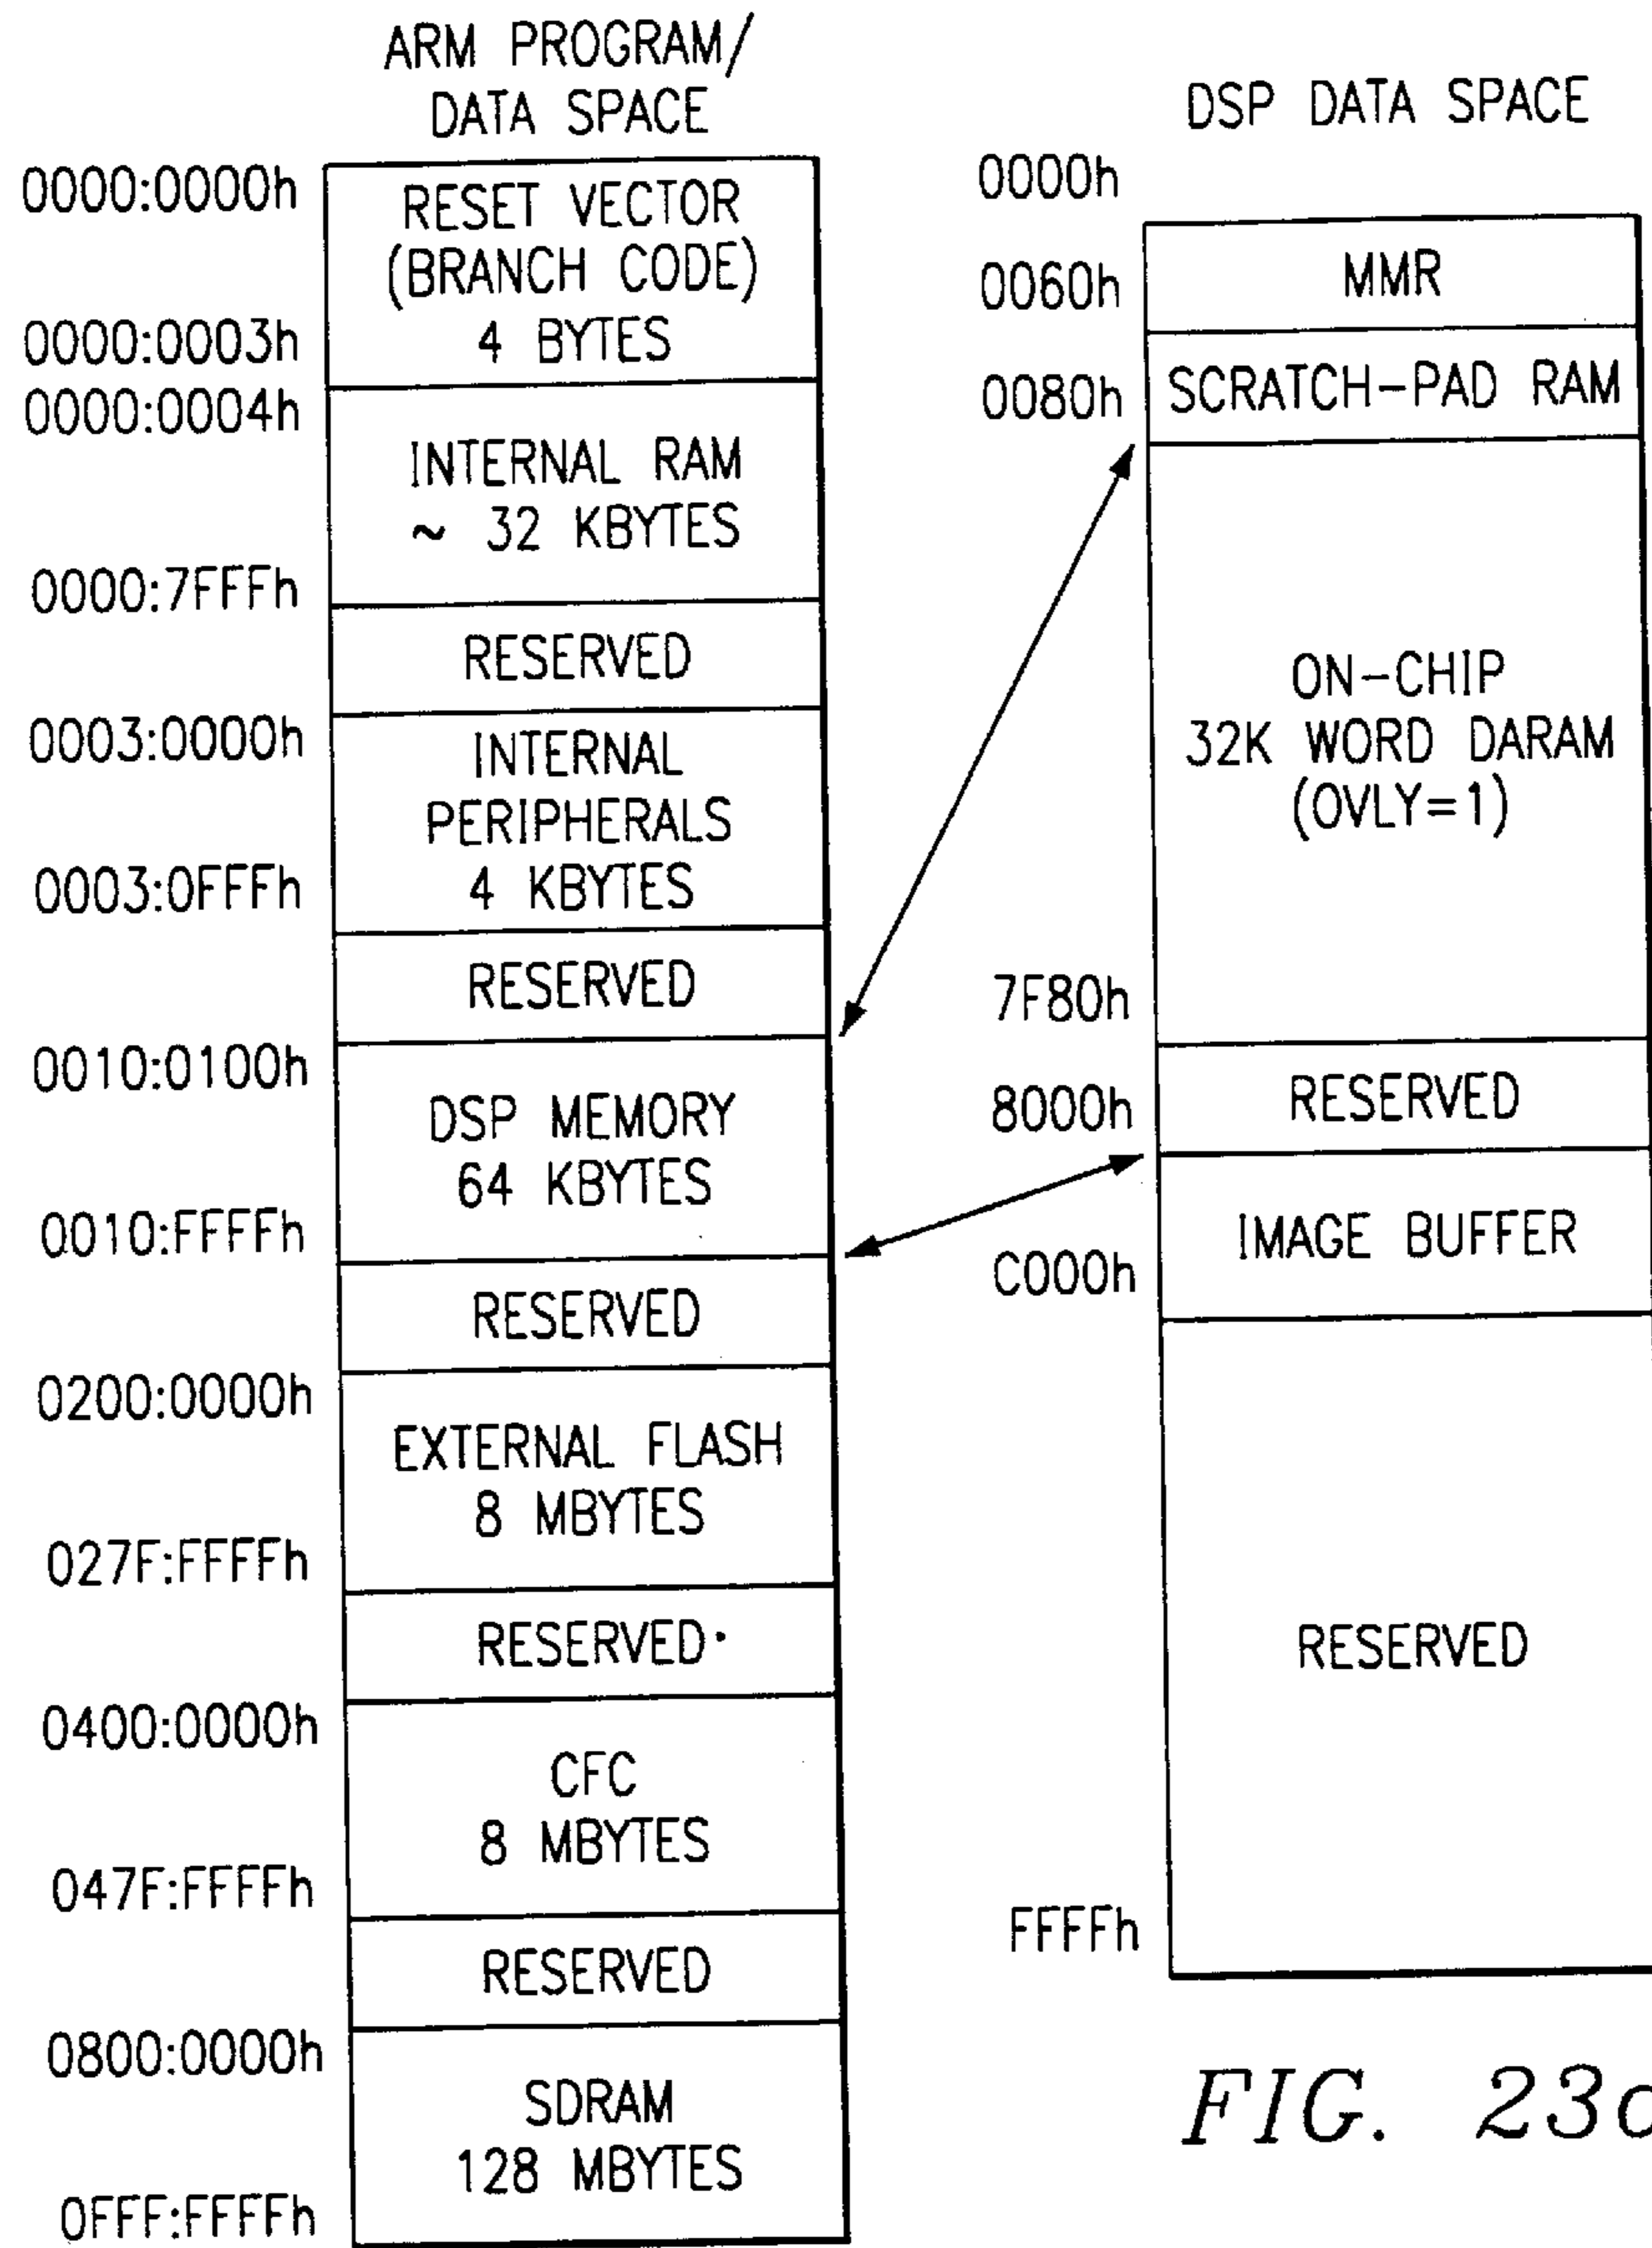 ARM PROGRAM/
DATA SPACE
0000:0000h
RESET VECTOR
(BRANCH CODE)
4 BYTES
0000:0003h
0000:0004h
INTERNAL RAM
~ 32 KBYTES
0000:7FFFh
RESERVED
0003:0000h
INTERNAL
PERIPHERALS
4 KBYTES
0003:0FFFh
RESERVED
0010:0100h
DSP MEMORY
64 KBYTES
0010:FFFFh
RESERVED
0200:0000h
EXTERNAL FLASH
8 MBYTES
027F:FFFFh
RESERVED
0400:0000h
CFC
8 MBYTES
047F:FFFFh
RESERVED
0800:0000h
SDRAM
128 MBYTES
0FFF:FFFFh
DSP DATA SPACE
0000h
MMR
0060h
SCRATCH-PAD RAM
0080h
ON-CHIP
32K WORD DARAM
(OVLY=1)
7F80h
RESERVED
8000h
IMAGE BUFFER
C000h
RESERVED
FFFFh
FIG.